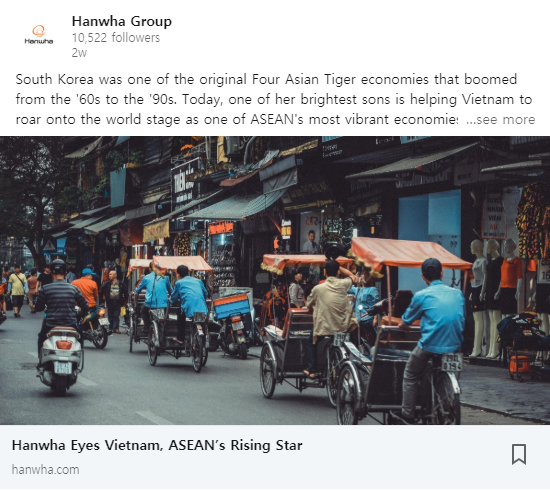 Hanwha Group
Hanwha
10,522 followers
2w
South Korea was one of the original Four Asian Tiger economies that boomed
from the '60s to the '90s. Today, one of her brightest sons is helping Vietnam to
roar onto the world stage as one of ASEAN's most vibrant economies ...see more
THIÊN
Hanwha Eyes Vietnam, ASEAN's Rising Star
hanwha.com